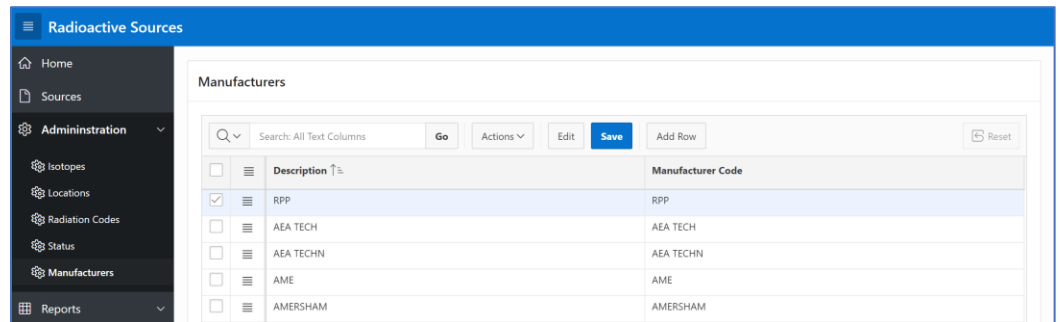 Radioactive Sources
Home
Sources
Admininstration
Isotopes
Locations
Radiation Codes
Status
Manufacturers
Reports
Manufacturers
Search: All Text Columns Go Actions Edit Save Add Row Reset
Description Manufacturer Code
RPP RPP
AEA TECH AEA TECH
AEA TECHN AEA TECHN
AME AME
AMERSHAM AMERSHAM